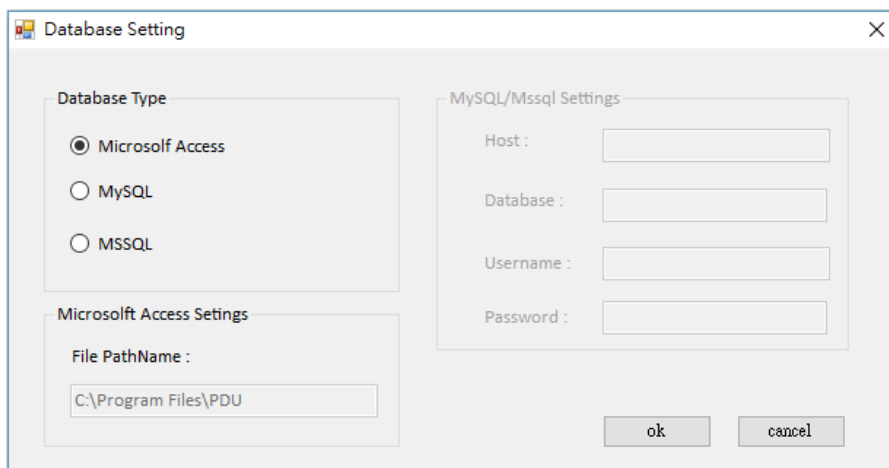 Database Setting
Database Type
Microsolf Access
MySQL
MSSQL
Microsolft Access Setings
File PathName :
C:\Program Files\PDU
MySQL/Mssql Settings
Host :
Database :
Username :
Password :
ok
cancel